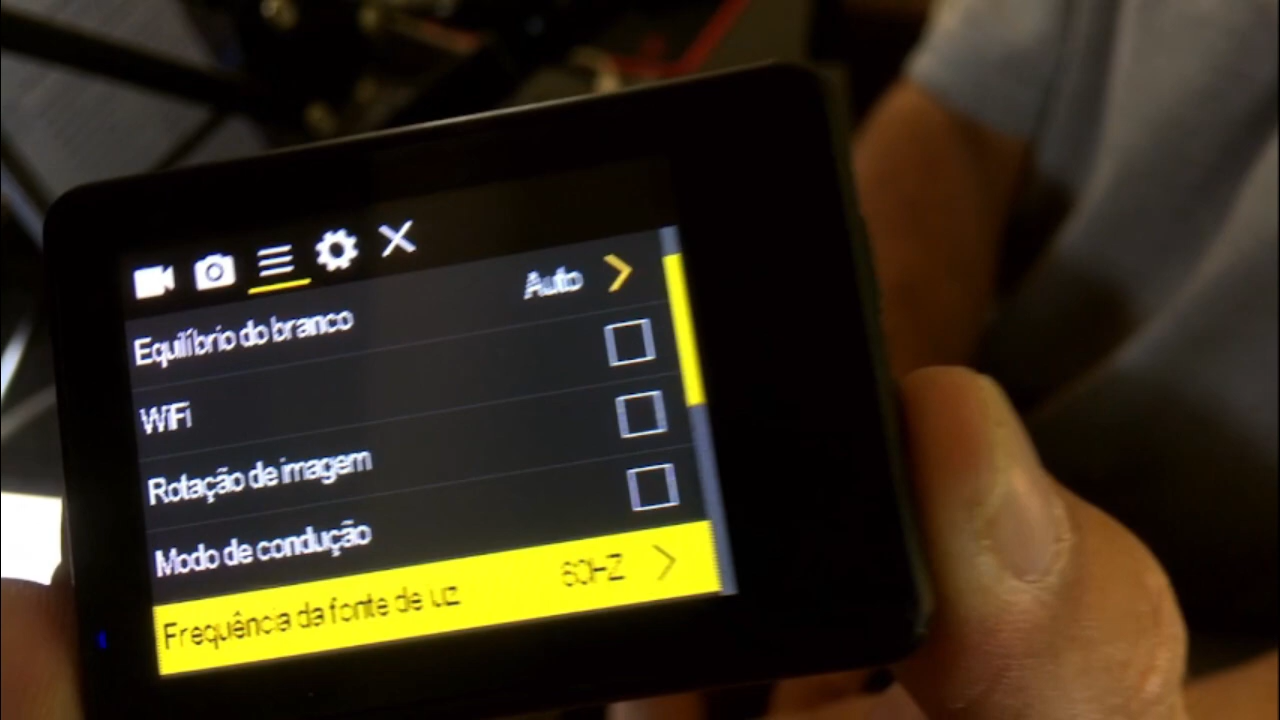 Equilíbrio do branco Auto
WiFi
Rotação de imagem
Modo de condução
Frequência da fonte de uz 60HZ